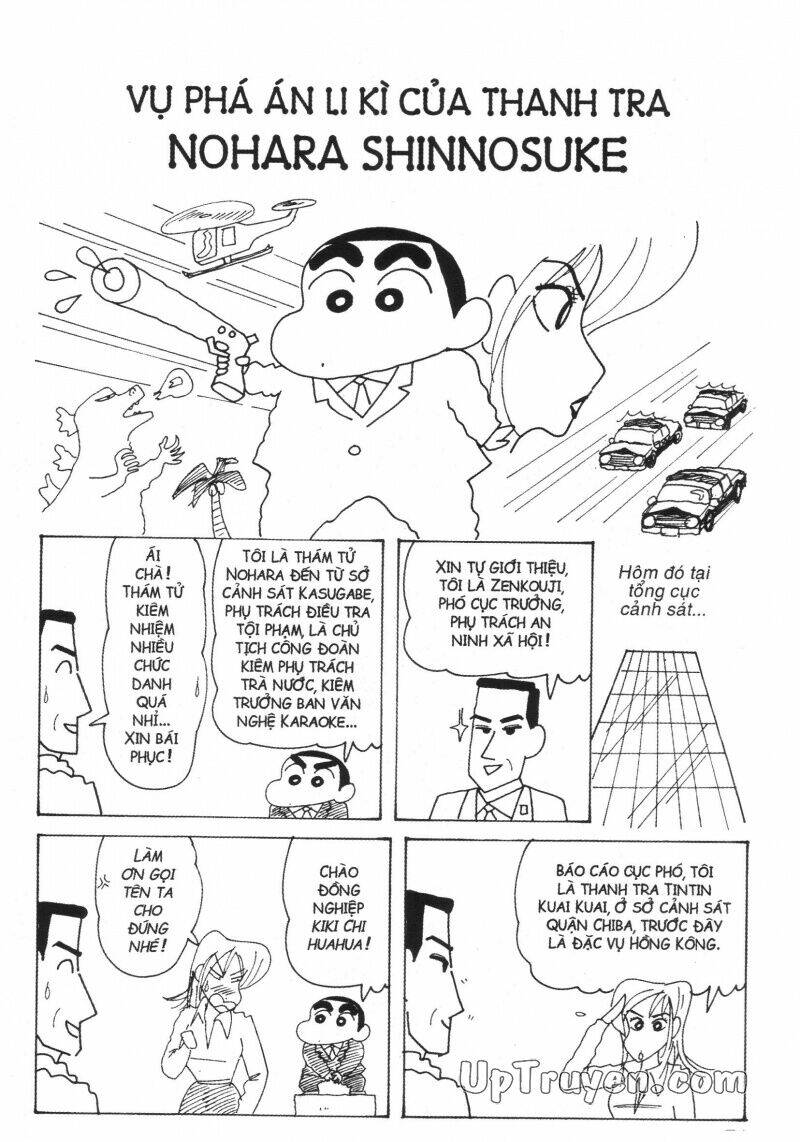 VỤ PHÁ ÁN LI KÌ CỦA THANH TRA
NOHARA SHINNOSUKE
Hôm đó tại
tổng cục
cảnh sát...
XIN TỰ GIỚI THIỆU,
TÔI LÀ ZENKOUJI,
PHÓ CỤC TRƯỞNG,
PHỤ TRÁCH AN
NINH XÃ HỘI!
TÔI LÀ THÁM TỬ
NOHARA ĐẾN TỪ SỞ
CẢNH SÁT KASUGABE,
PHỤ TRÁCH ĐIỀU TRA
TỘI PHẠM, LÀ CHỦ
TỊCH CÔNG ĐOÀN
KIÊM PHỤ TRÁCH
TRÀ NƯỚC, KIÊM
TRƯỞNG BAN VĂN
NGHỆ KARAOKE...
ÁI
CHÀ!
THÁM TỬ
KIÊM
NHIỆM
NHIỀU
CHỨC
DANH
QUÁ
NHỈ...
XIN BÁI
PHỤC!
BÁO CÁO CỤC PHÓ, TÔI
LÀ THANH TRA TINTIN
KUAI KUAI, Ở SỞ CẢNH SÁT
QUẬN CHIBA, TRƯỚC ĐÂY
LÀ ĐẶC VỤ HỒNG KÔNG.
CHÀO
ĐỒNG
NGHIỆP
KIKI CHI
HUAHUA!
LÀM
ƠN GỌI
TÊN TA
CHO
ĐÚNG
NHÉ!
UpTruyen.com